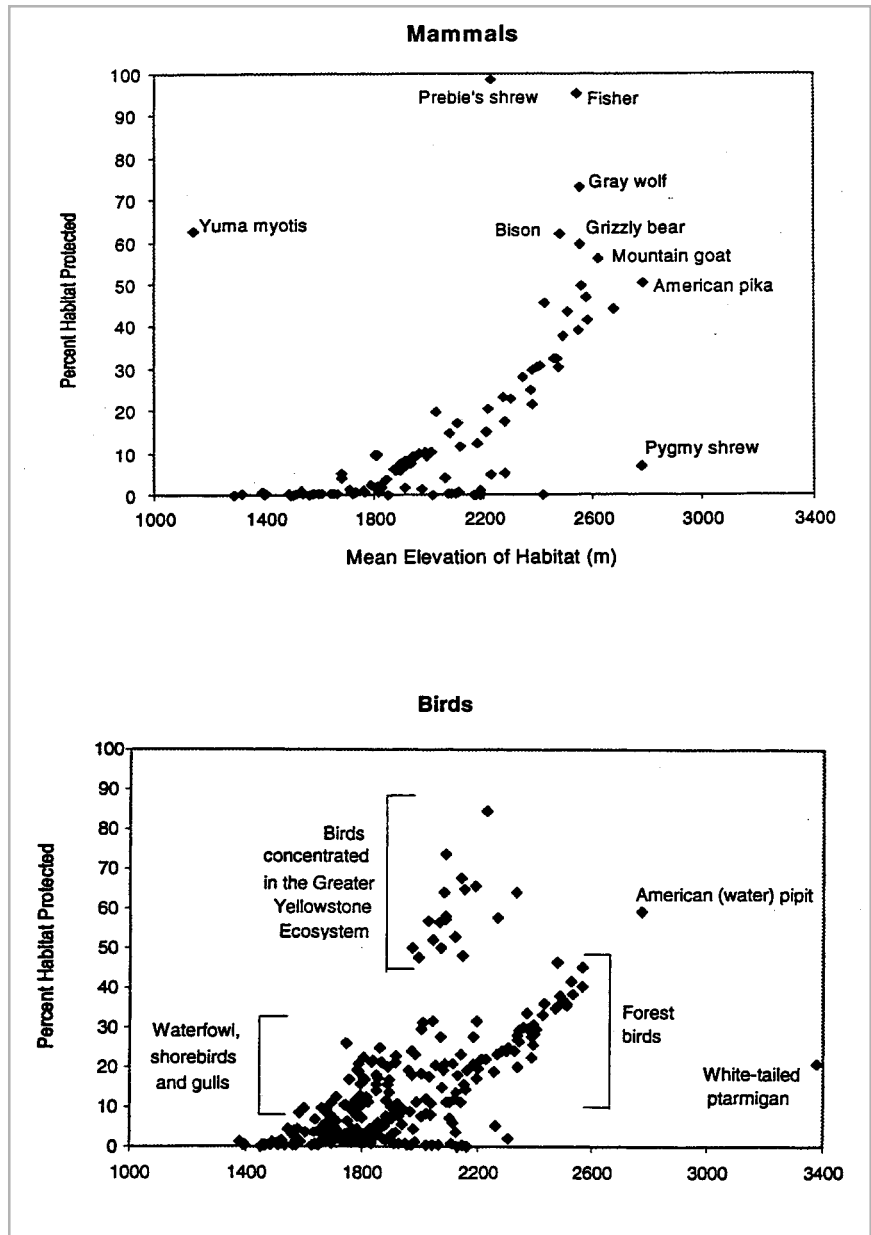 Mammals
100
90
80
70
60
50
40
30
20
10
0
Percent Habitat Protected
Prebie's shrew
Fisher
Gray wolf
Yuma myotis
Bison
Grizzly bear
Mountain goat
American pika
Pygmy shrew
1000 1400 1800 2200 2600 3000 3400
Mean Elevation of Habitat (m)
Birds
100
90
80
70
60
50
40
30
20
10
0
Percent Habitat Protected
Birds
concentrated
in the Greater
Yellowstone
Ecosystem
American (water) pipit
Waterfowl,
shorebirds
and gulls
Forest
birds
White-tailed
ptarmigan
1000 1400 1800 2200 2600 3000 3400